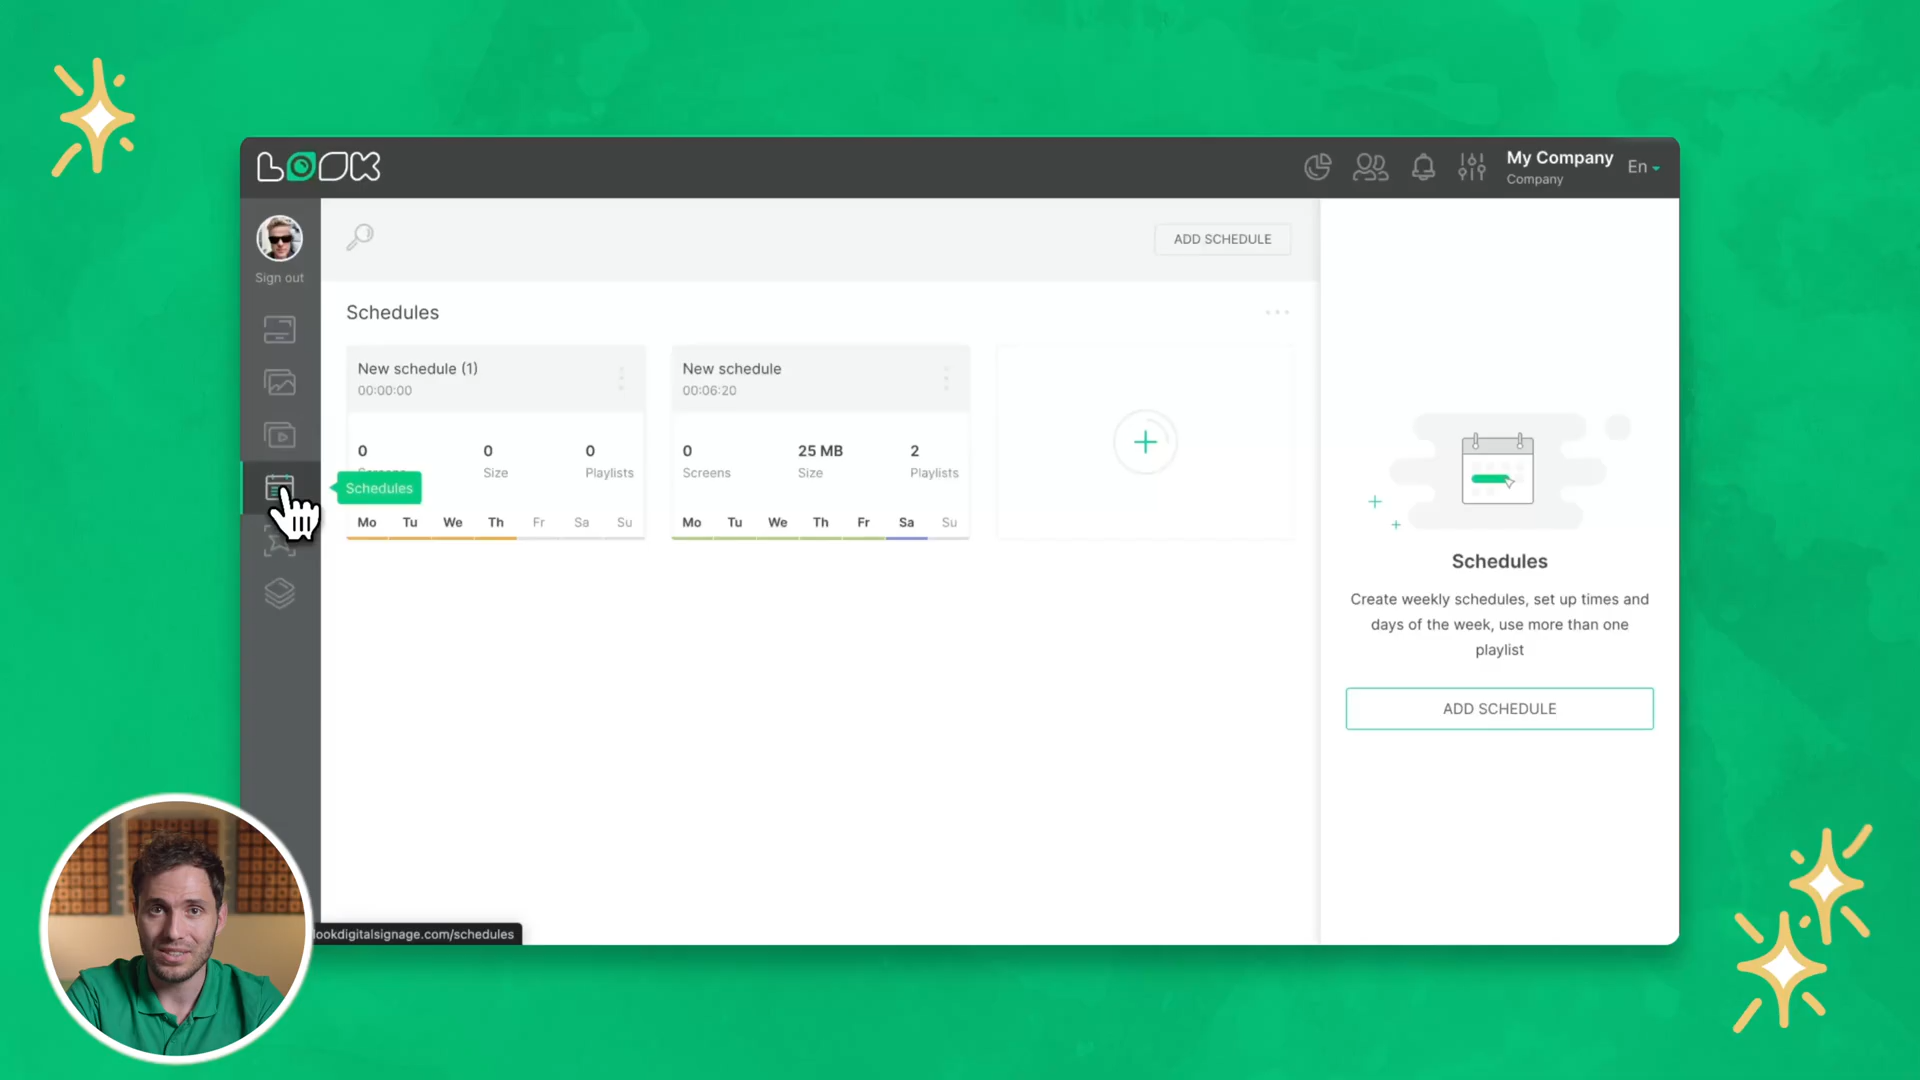 LOOK
My Company
Company
En
Sign out
ADD SCHEDULE
Schedules
New schedule (1)
00:00:00
0
0
Size
0
Playlists
Mo Tu We Th Fr Sa Su
New schedule
00:06:20
0
Screens
25 MB
Size
2
Playlists
Mo Tu We Th Fr Sa Su
Schedules
Schedules
Create weekly schedules, set up times and
days of the week, use more than one
playlist
ADD SCHEDULE
lookdigitalsignage.com/schedules